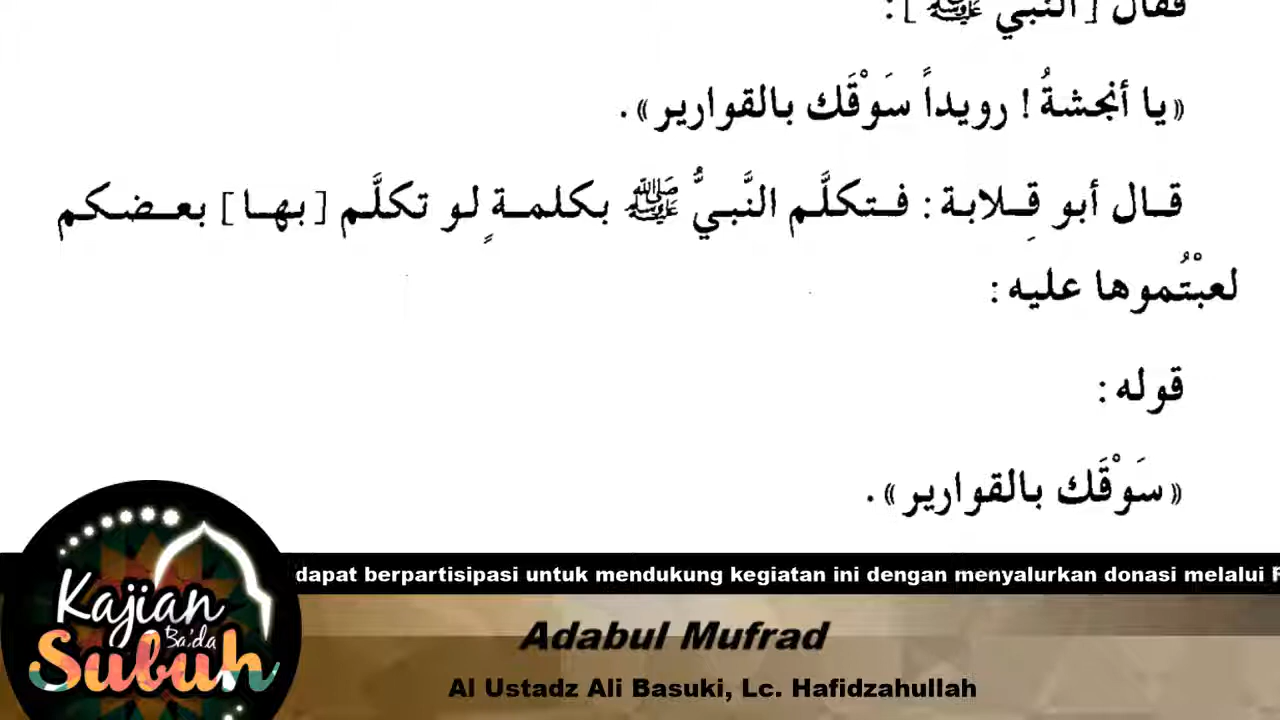 فقال [النبي ﷺ]:
«يا أنجشةُ! رويداً سَوْقَك بالقوارير».
قال أبو قِلابة: فتكلَّم النَّبيُّ ﷺ بكلمةٍ لو تكلَّم [بها] بعضكم
لعبْتُموها عليه:
قوله:
«سَوْقَك بالقوارير».
dapat berpartisipasi untuk mendukung kegiatan ini dengan menyalurkan donasi melalui
Kajian
Ba'da
Subuh
Adabul Mufrad
Al Ustadz Ali Basuki, Lc. Hafidzahullah